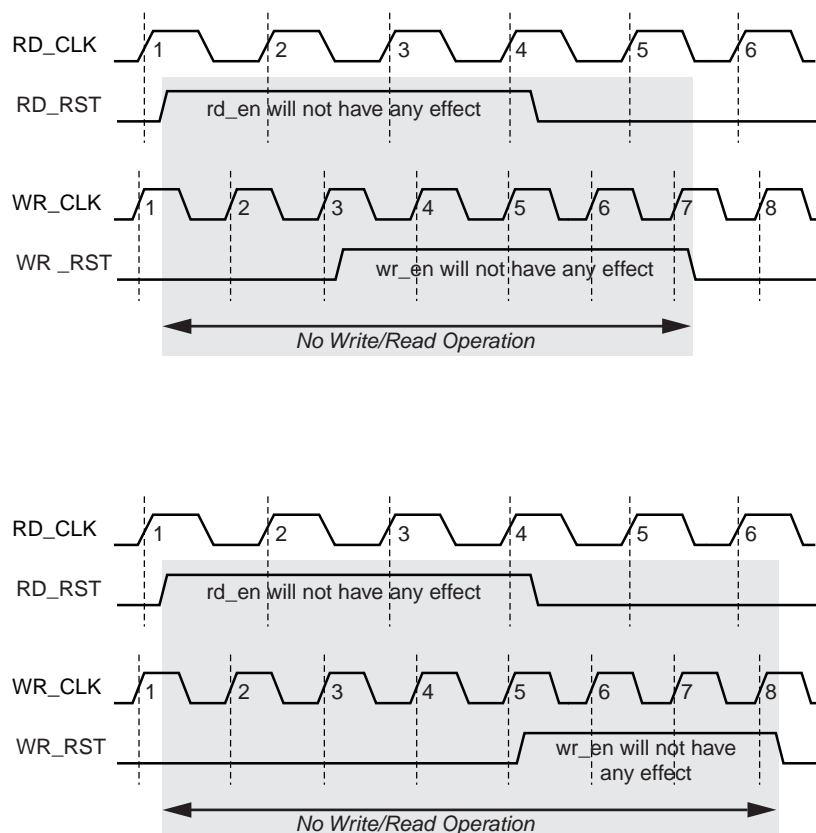 RD_CLK 1 2 3 4 5 6
RD_RST rd_en will not have any effect
WR_CLK 1 2 3 4 5 6 7 8
WR _RST wr_en will not have any effect
No Write/Read Operation
RD_CLK 1 2 3 4 5 6
RD_RST rd_en will not have any effect
WR_CLK 1 2 3 4 5 6 7 8
WR_RST wr_en will not have
any effect
No Write/Read Operation